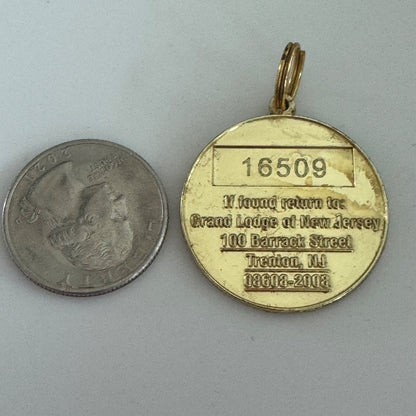 16509
If found return to:
Grand Lodge of New Jersey
100 Barrack Street
Trenton, NJ
08608-2008